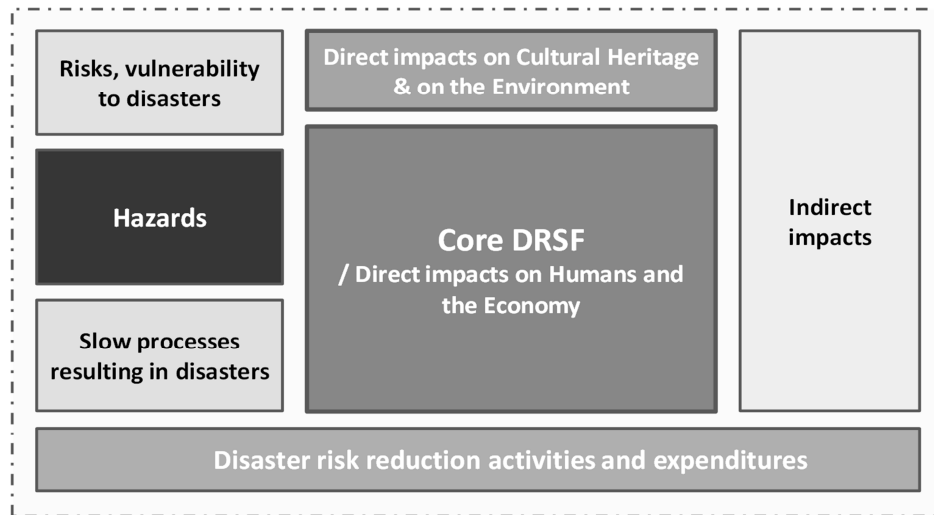 Risks, vulnerability
to disasters
Direct impacts on Cultural Heritage
& on the Environment
Hazards
Core DRSF
/ Direct impacts on Humans and
the Economy
Indirect
impacts
Slow processes
resulting in disasters
Disaster risk reduction activities and expenditures